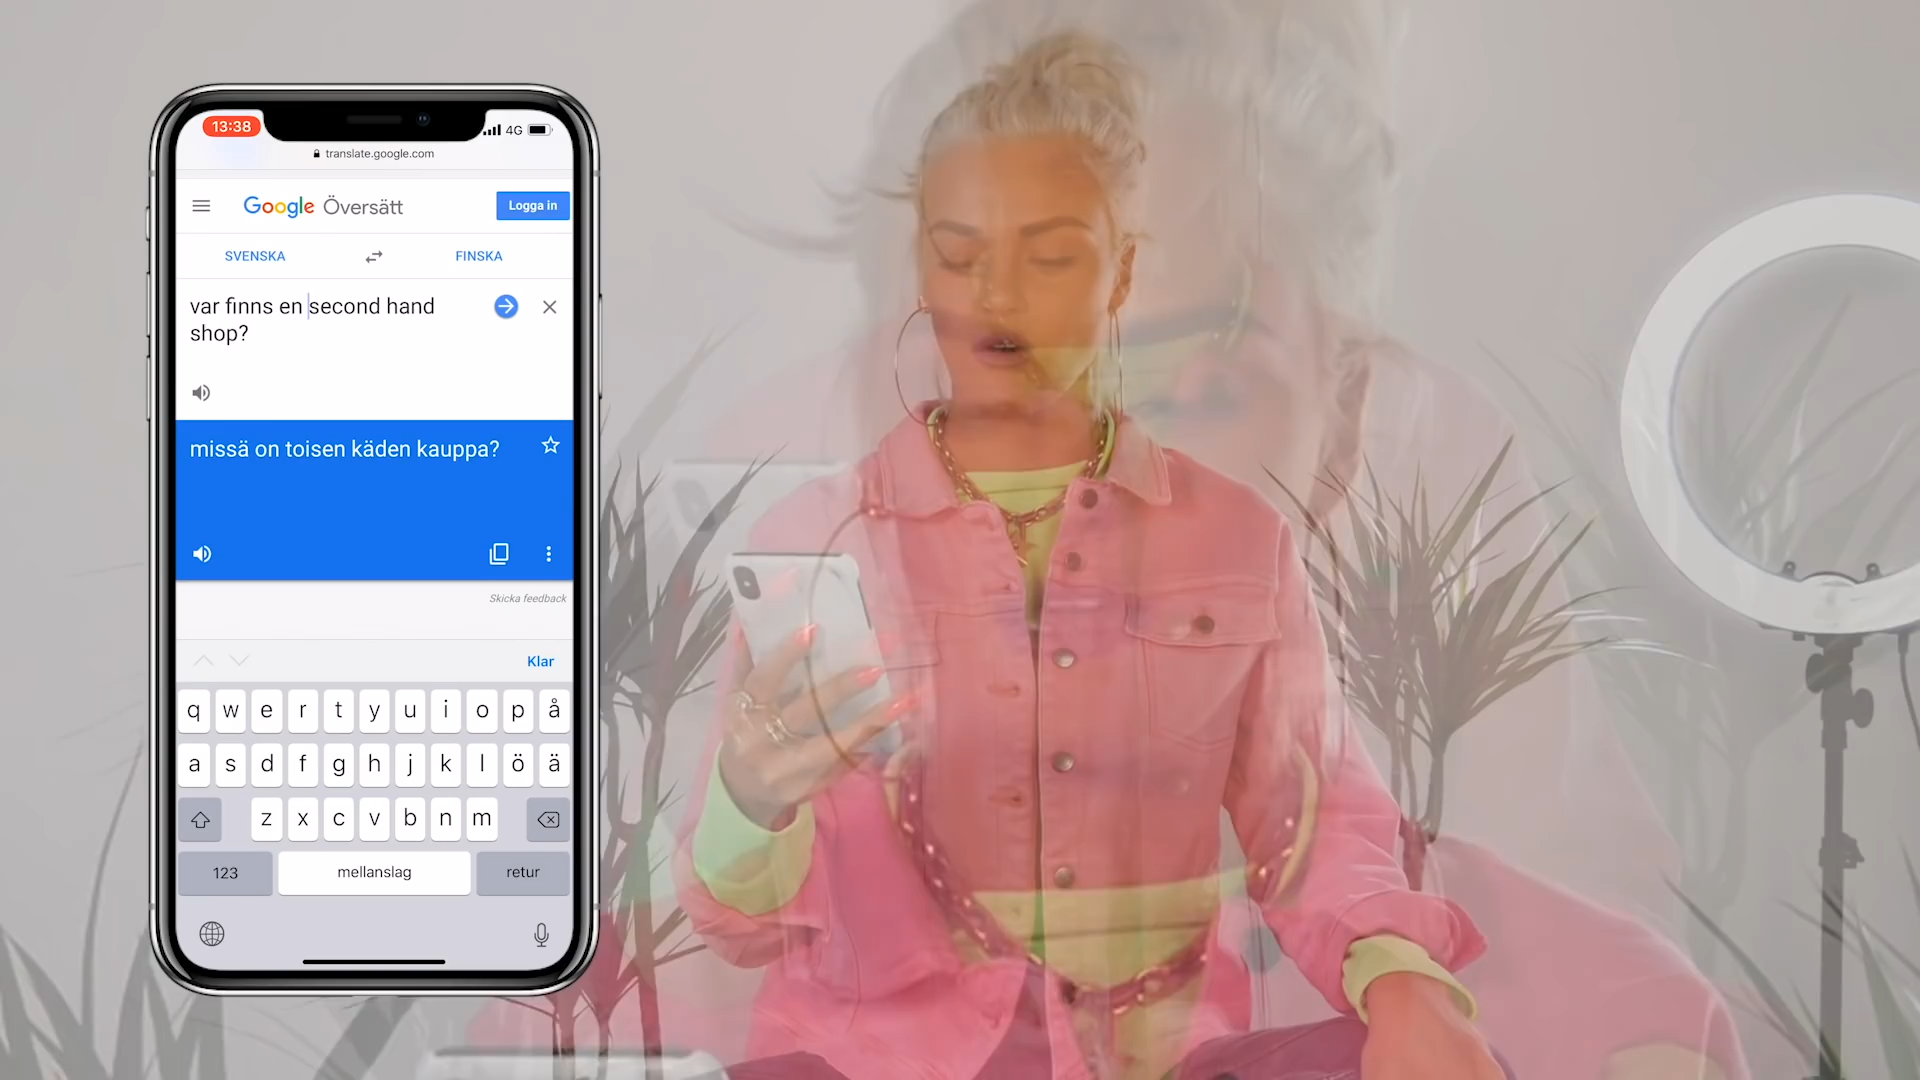 13:38
4G
translate.google.com
Google Översätt
Logga in
SVENSKA
FINSKA
var finns en second hand
shop?
missä on toisen käden kauppa?
Skicka feedback
Klar
q w e r t y u i o p å
a s d f g h j k l ö ä
z x c v b n m
123
mellanslag
retur